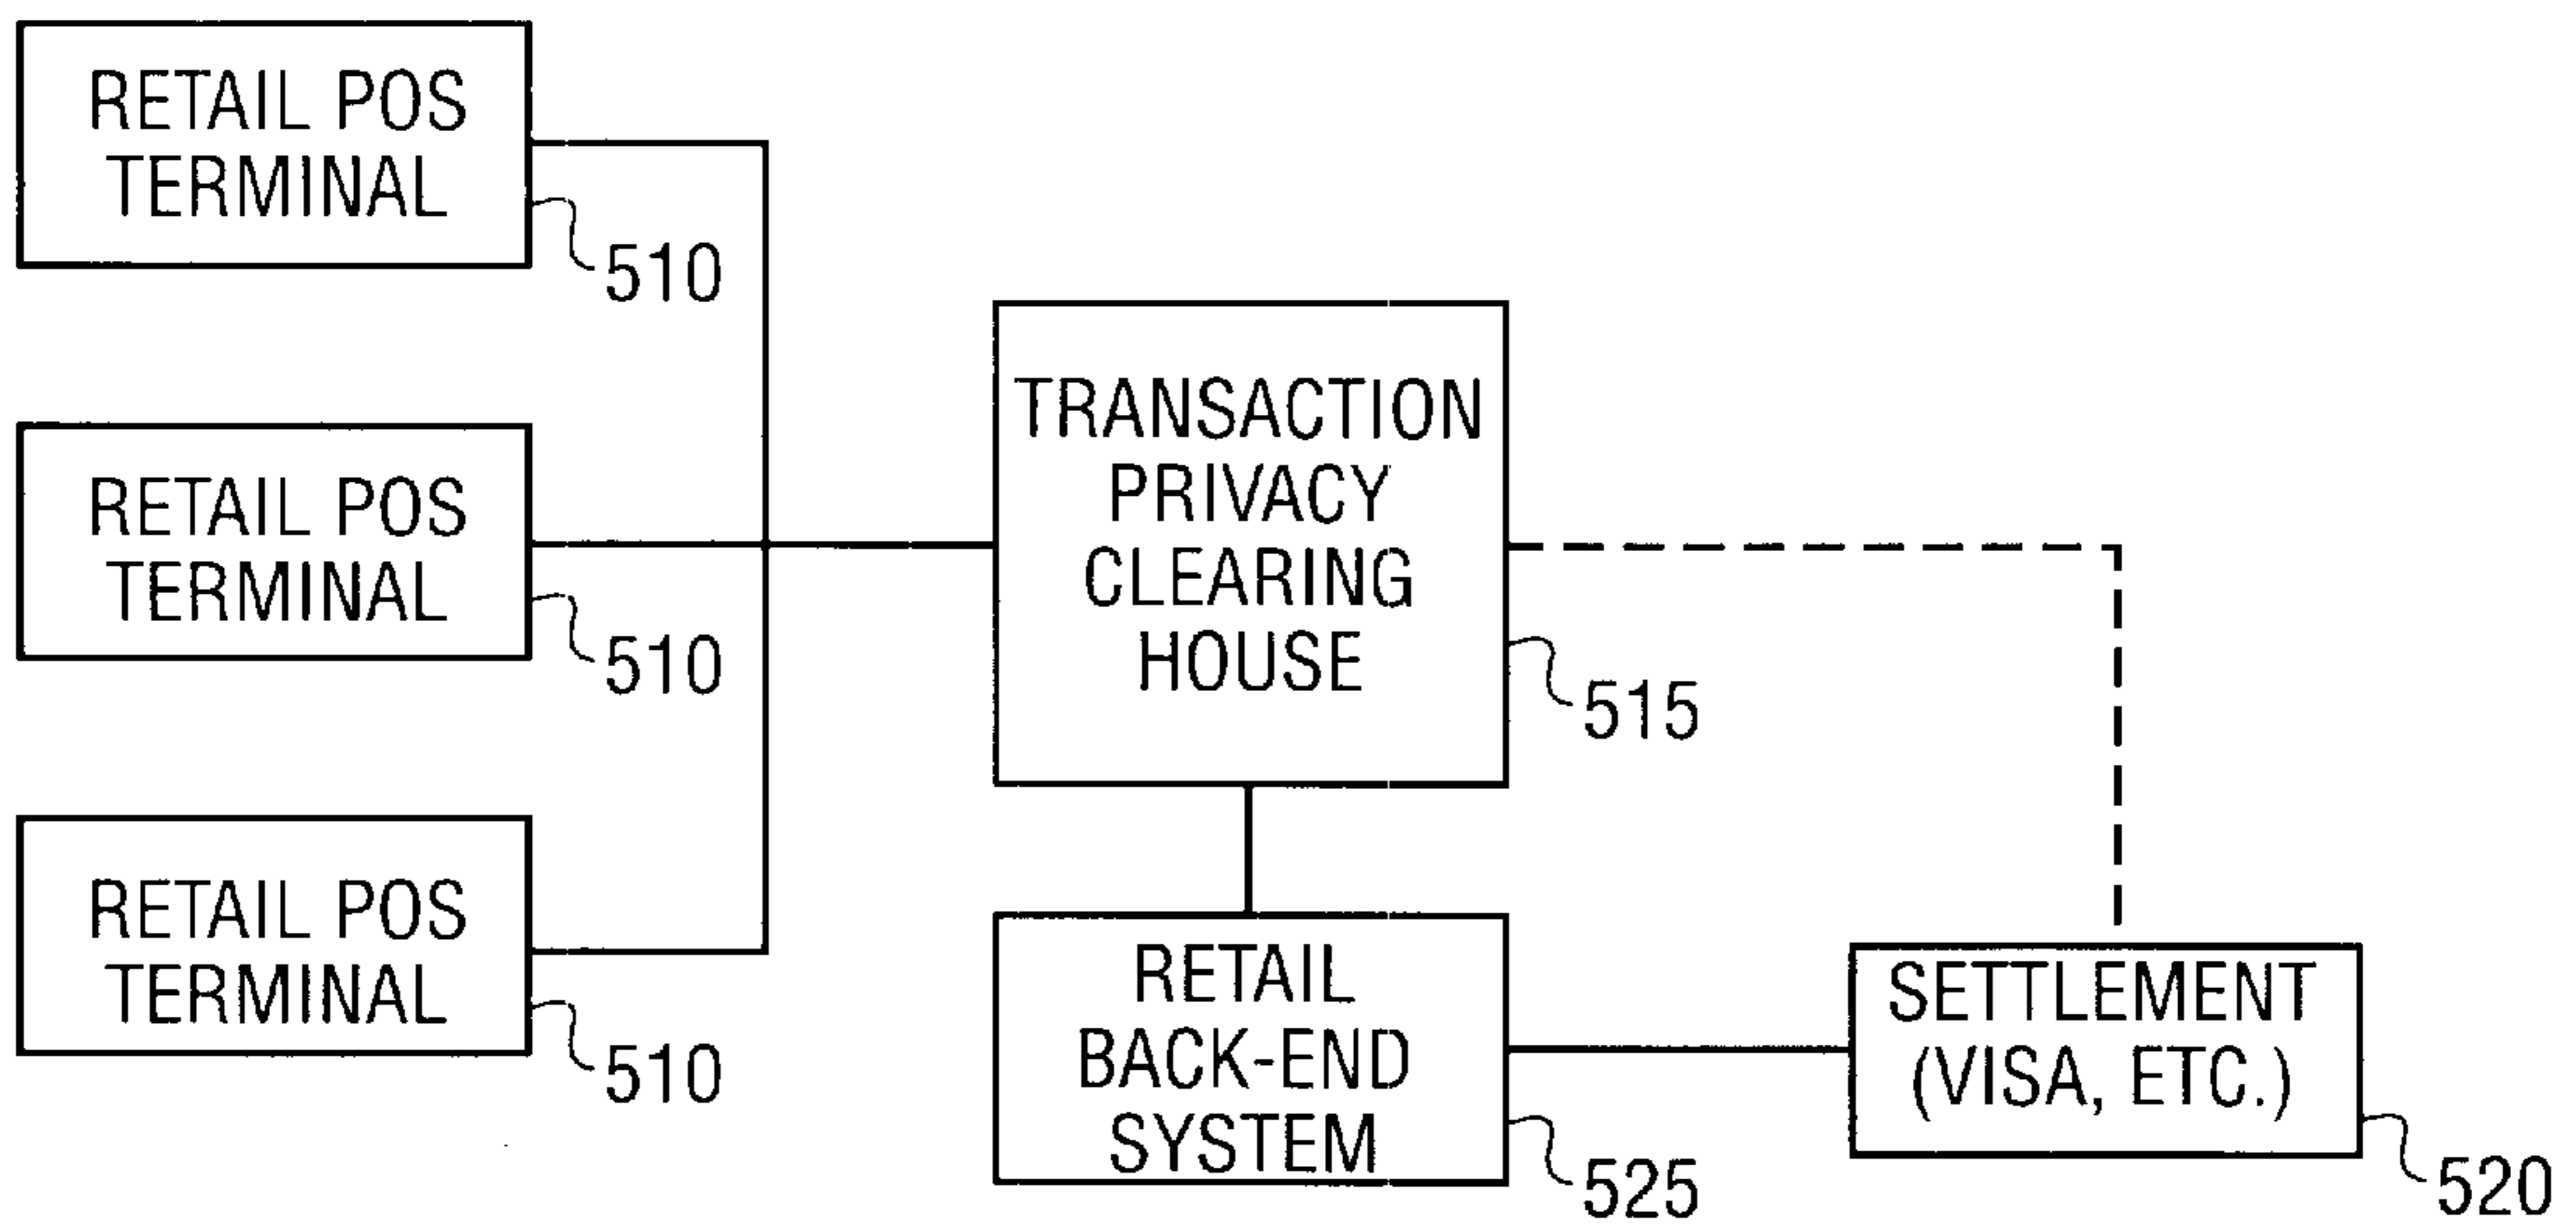 RETAIL POS
TERMINAL
510
RETAIL POS
TERMINAL
510
RETAIL POS
TERMINAL
510
TRANSACTION
PRIVACY
CLEARING
HOUSE
515
RETAIL
BACK-END
SYSTEM
525
SETTLEMENT
(VISA, ETC.)
520